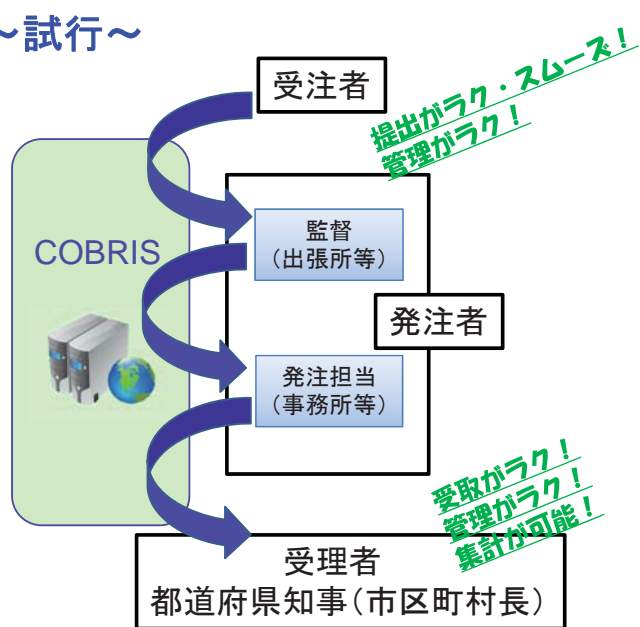 ～試行～
受注者
提出がラク・スムーズ！
管理がラク！
COBRIS
監督
（出張所等）
発注者
発注担当
（事務所等）
受取がラク！
管理がラク！
集計が可能！
受理者
都道府県知事（市区町村長）